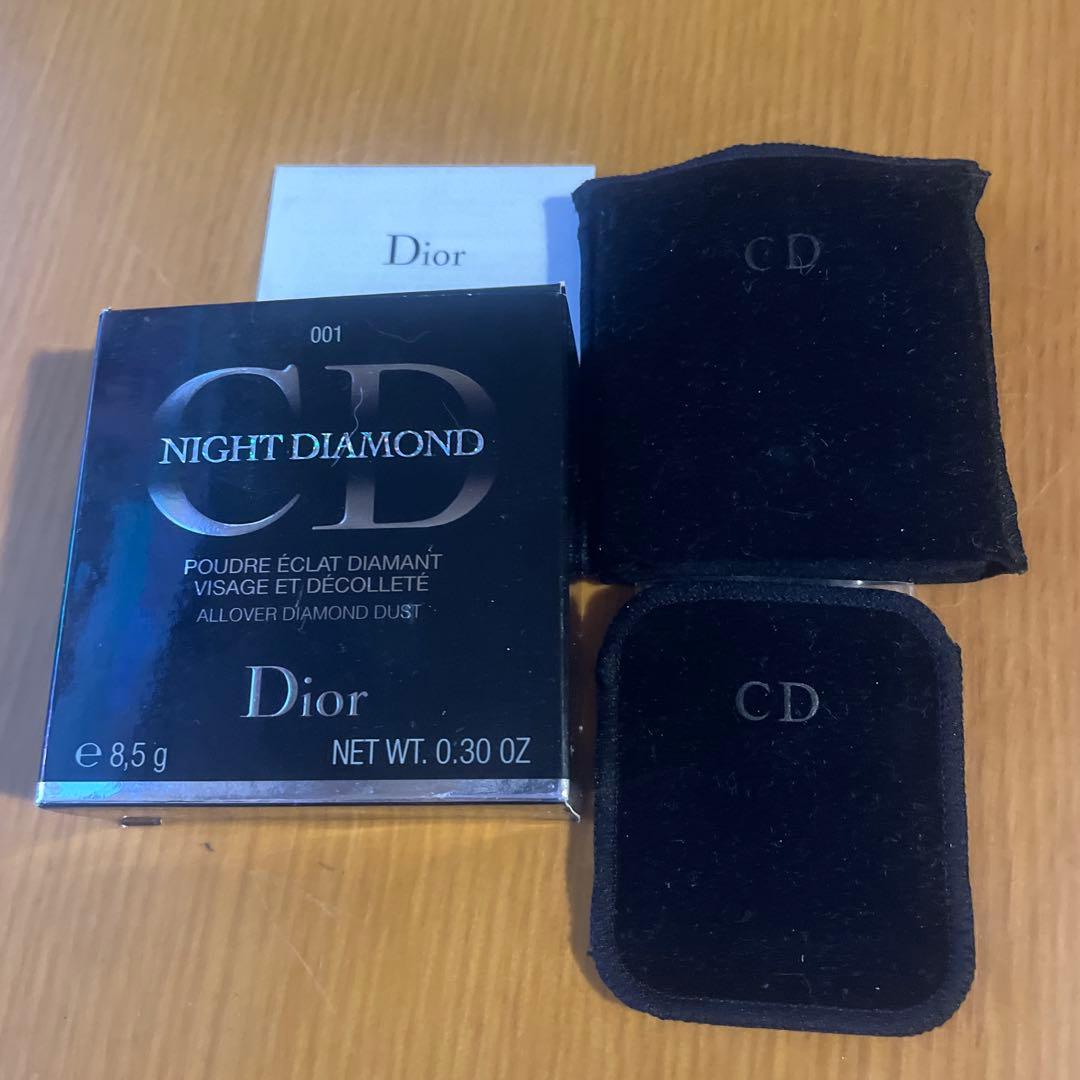 Dior
CD
001
CD
NIGHT DIAMOND
POUDRE ÉCLAT DIAMANT
VISAGE ET DÉCOLLETÉ
ALLOVER DIAMOND DUST
Dior
e 8,5 g NET WT. 0.30 OZ
CD